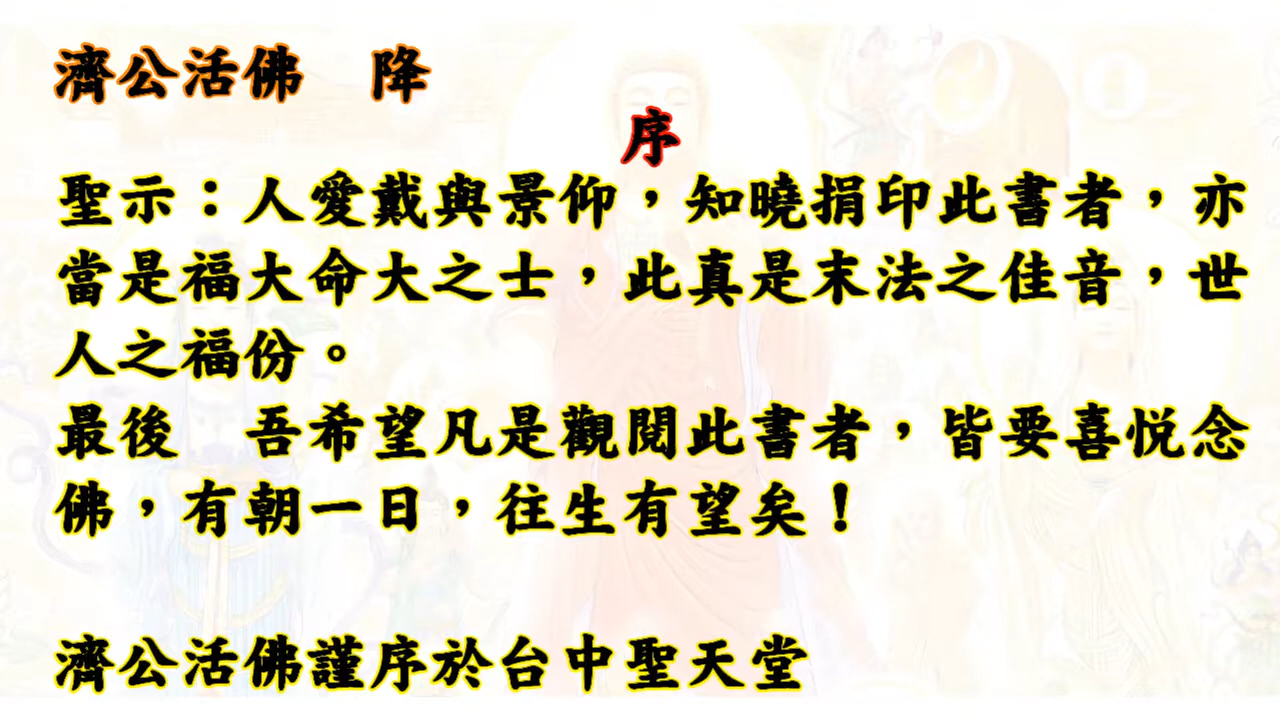 濟公活佛　降
序
聖示：人愛戴與景仰，知曉捐印此書者，亦
當是福大命大之士，此真是末法之佳音，世
人之福份。
最後　吾希望凡是觀閱此書者，皆要喜悅念
佛，有朝一日，往生有望矣！
濟公活佛謹序於台中聖天堂